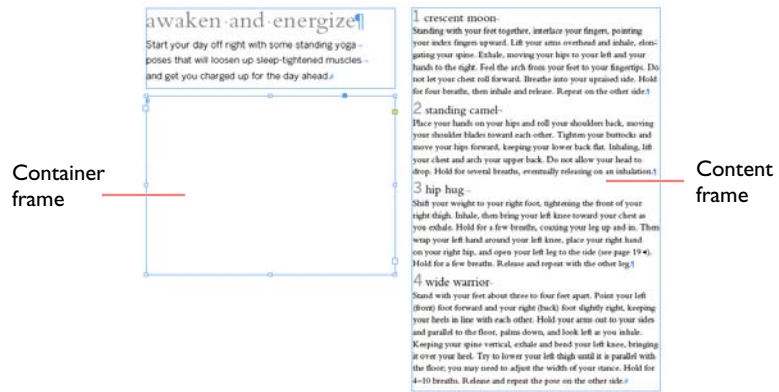 awaken and energize¶
Start your day off right with some standing yoga
poses that will loosen up sleep-tightened muscles
and get you charged up for the day ahead.
Container
frame
1 crescent moon
Standing with your feet together, interlace your fingers, pointing
your index fingers upward. Lift your arms overhead and inhale, elon-
gating your spine. Exhale, moving your hips to your left and your
hands to the right. Feel the arch from your feet to your fingertips. Do
not let your chest roll forward. Breathe into your upraised side. Hold
for four breaths, then inhale and release. Repeat on the other side.¶
2 standing camel
Place your hands on your hips and roll your shoulders back, moving
your shoulder blades toward each other. Tighten your buttocks and
move your hips forward, keeping your lower back flat. Inhaling, lift
your chest and arch your upper back. Do not allow your head to
drop. Hold for several breaths, eventually releasing on an inhalation.¶
3 hip hug
Shift your weight to your right foot, tightening the front of your
right thigh. Inhale, then bring your left knee toward your chest as
you exhale. Hold for a few breaths, coaxing your leg up and in. Then
wrap your left hand around your left knee, place your right hand
on your right hip, and open your left leg to the side (see page 19◂).
Hold for a few breaths. Release and repeat with the other leg.¶
4 wide warrior
Stand with your feet about three to four feet apart. Point your left
(front) foot forward and your right (back) foot slightly right, keeping
your heels in line with each other. Hold your arms out to your sides
and parallel to the floor, palms down, and look left as you inhale.
Keeping your spine vertical, exhale and bend your left knee, bringing
it over your heel. Try to lower your left thigh until it is parallel with
the floor; you may need to adjust the width of your stance. Hold for
4–10 breaths. Release and repeat the pose on the other side.
Content
frame